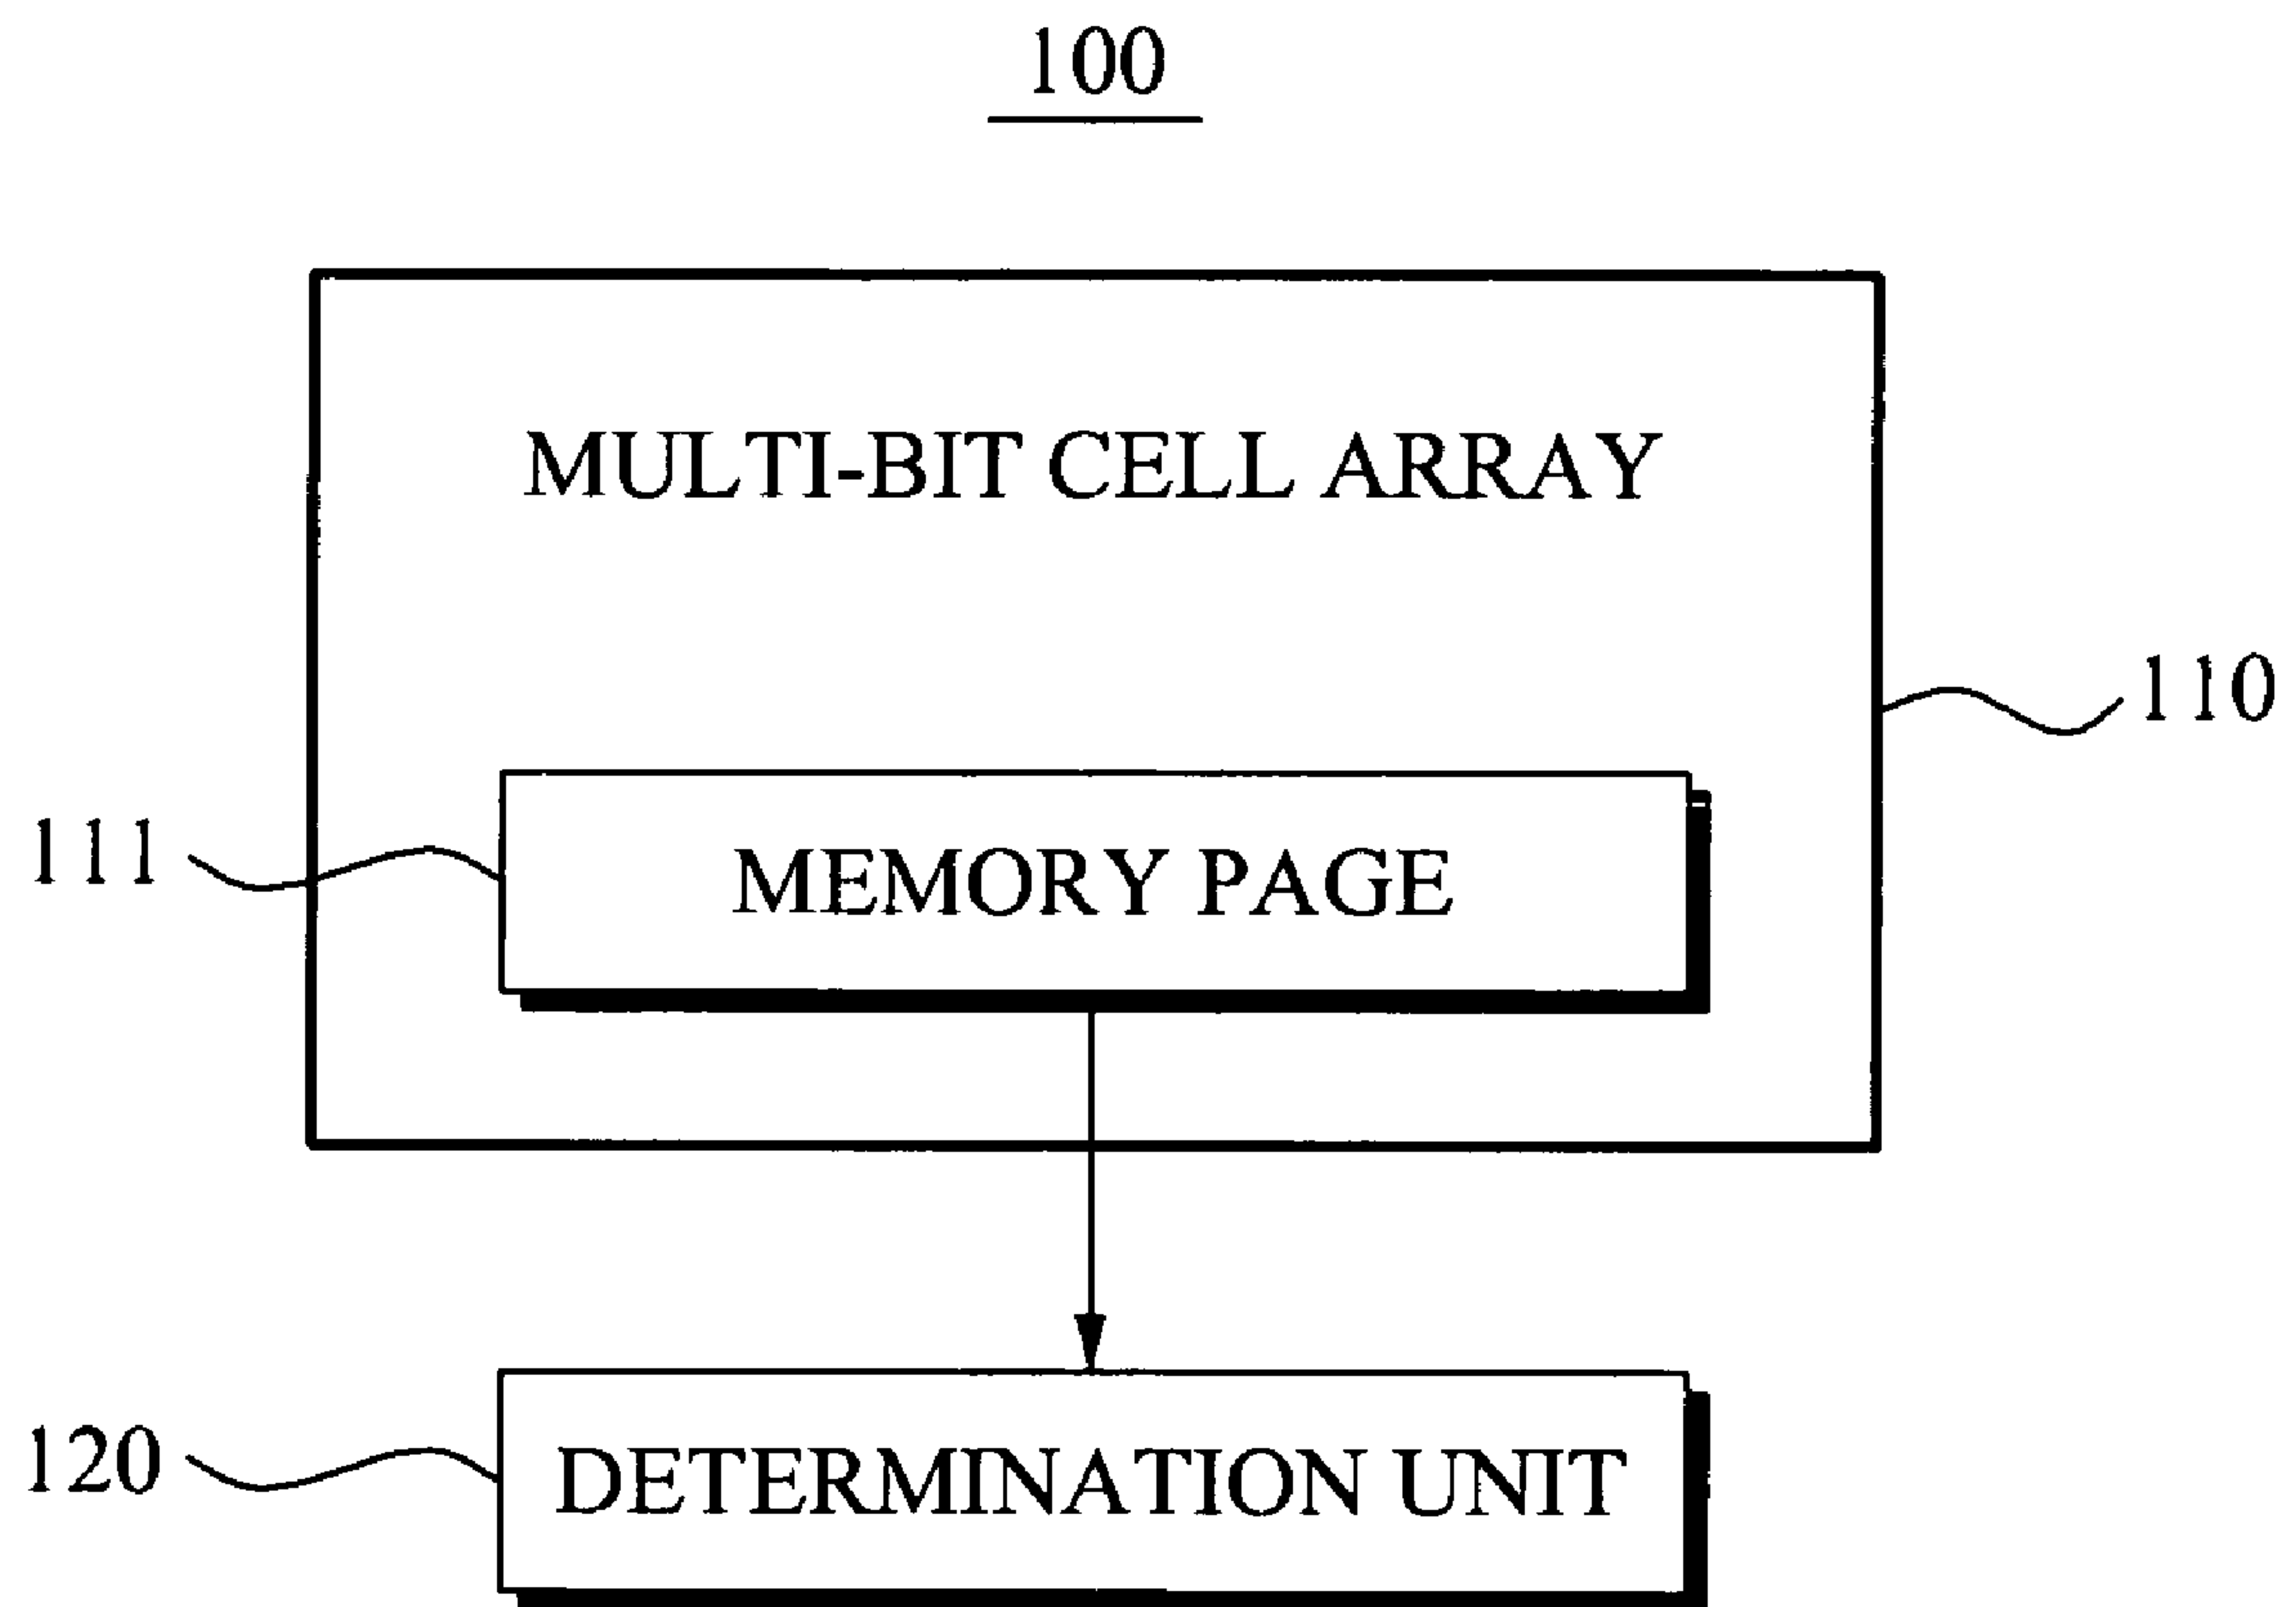 100
MULTI-BIT CELL ARRAY
110
111
MEMORY PAGE
120
DETERMINATION UNIT